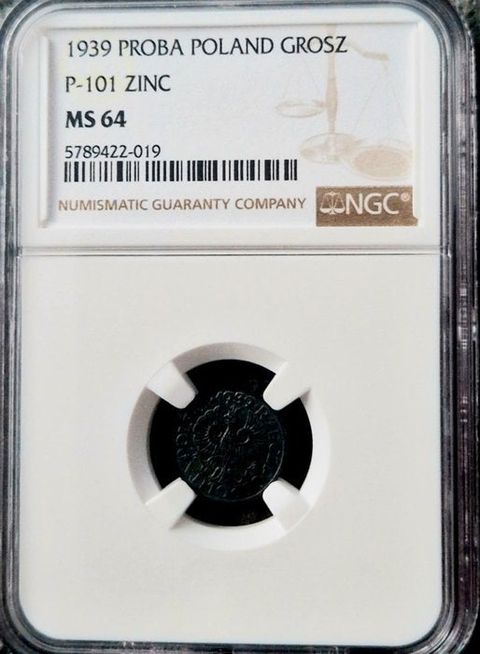 1939 PROBA POLAND GROSZ
P-101 ZINC
MS 64
5789422-019
NUMISMATIC GUARANTY COMPANY NGC®